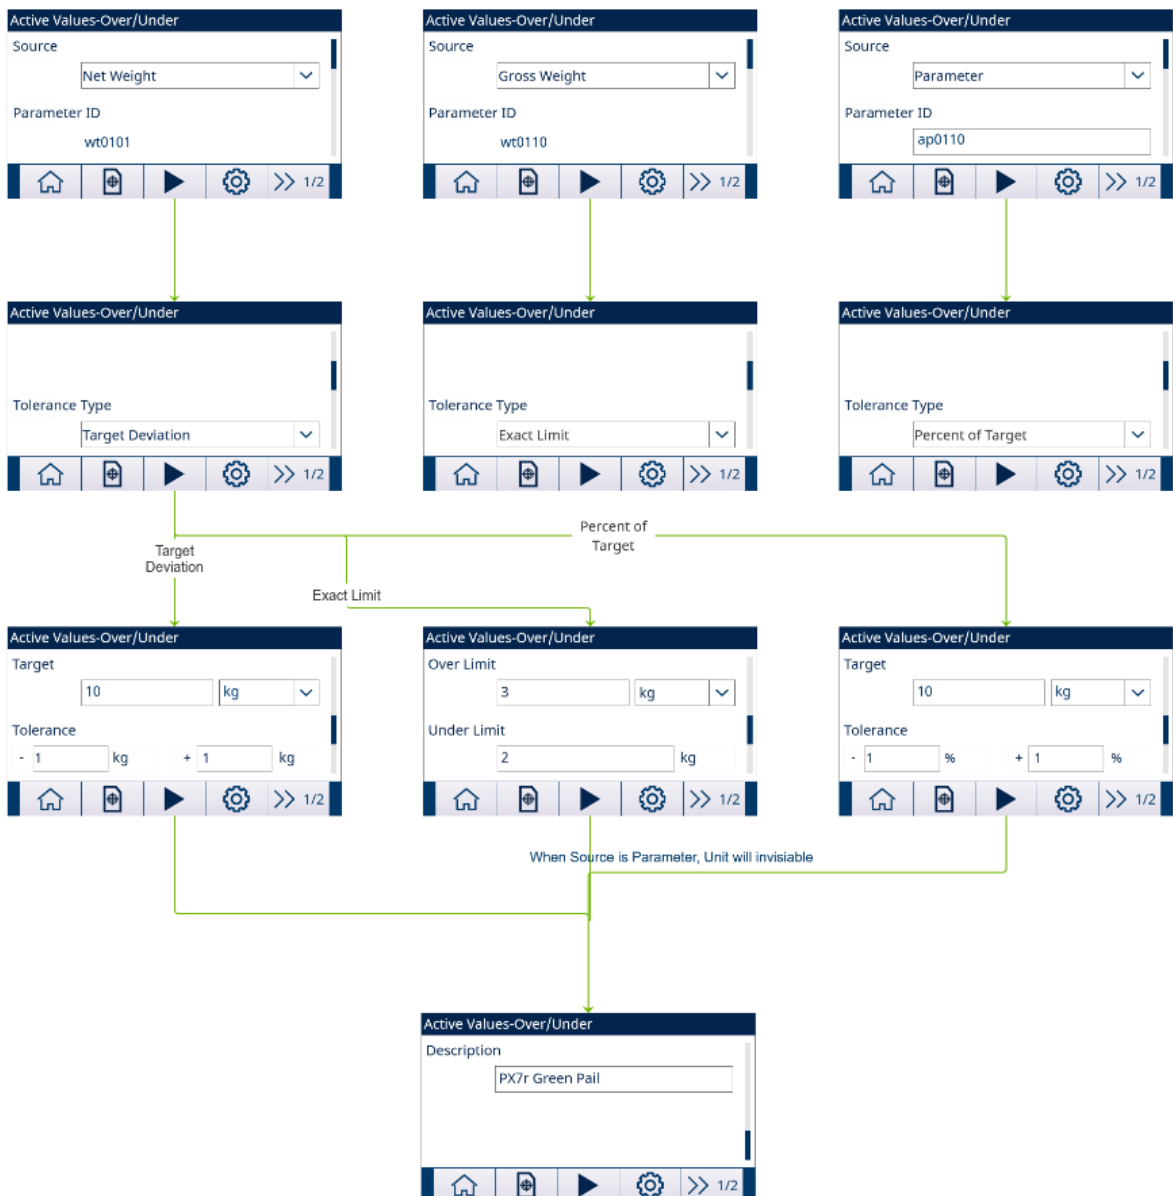 Active Values-Over/Under
Source
Net Weight
Parameter ID
wt0101
1/2
Active Values-Over/Under
Source
Gross Weight
Parameter ID
wt0110
1/2
Active Values-Over/Under
Source
Parameter
Parameter ID
ap0110
1/2
Active Values-Over/Under
Tolerance Type
Target Deviation
1/2
Active Values-Over/Under
Tolerance Type
Exact Limit
1/2
Active Values-Over/Under
Tolerance Type
Percent of Target
1/2
Target
Deviation
Exact Limit
Percent of
Target
Active Values-Over/Under
Target
10 kg
Tolerance
- 1 kg + 1 kg
1/2
Active Values-Over/Under
Over Limit
3 kg
Under Limit
2 kg
1/2
Active Values-Over/Under
Target
10 kg
Tolerance
- 1 % + 1 %
1/2
When Source is Parameter, Unit will invisiable
Active Values-Over/Under
Description
PX7r Green Pail
1/2